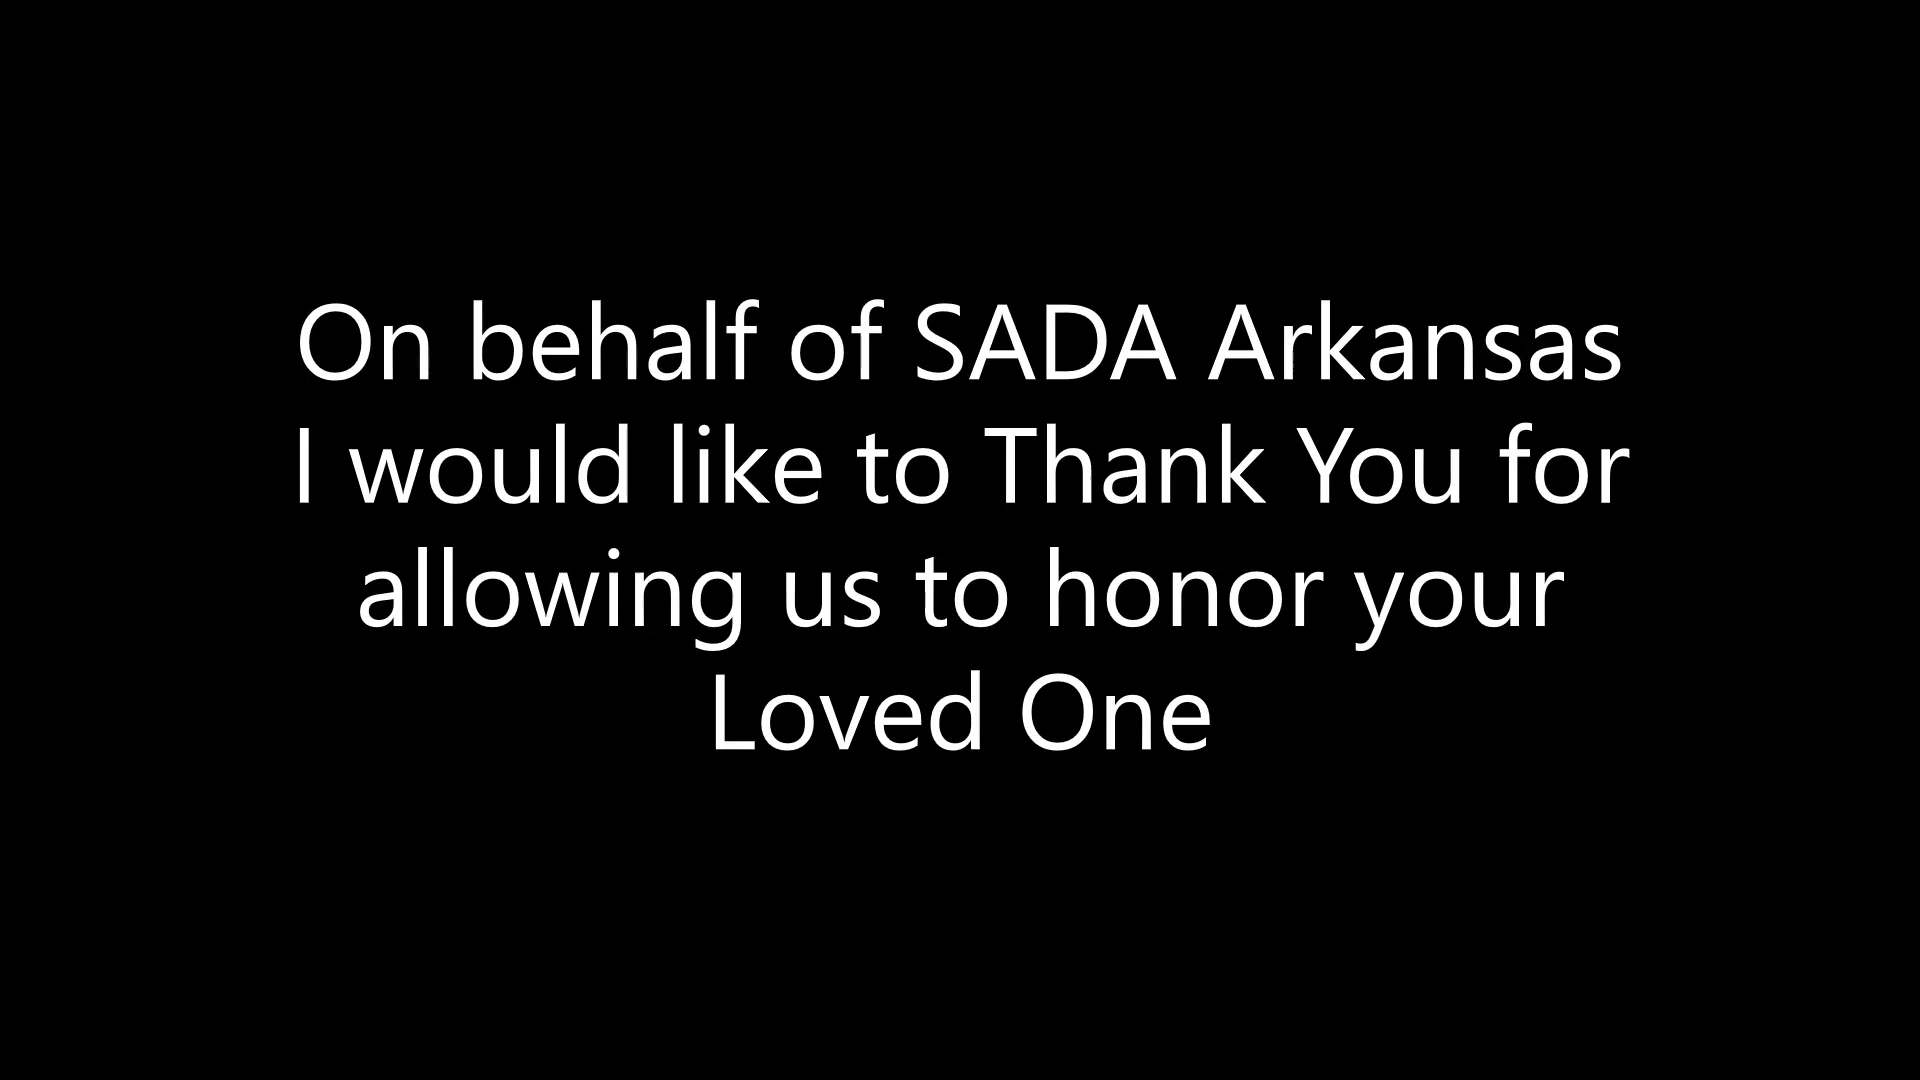 On behalf of SADA Arkansas
I would like to Thank You for
allowing us to honor your
Loved One